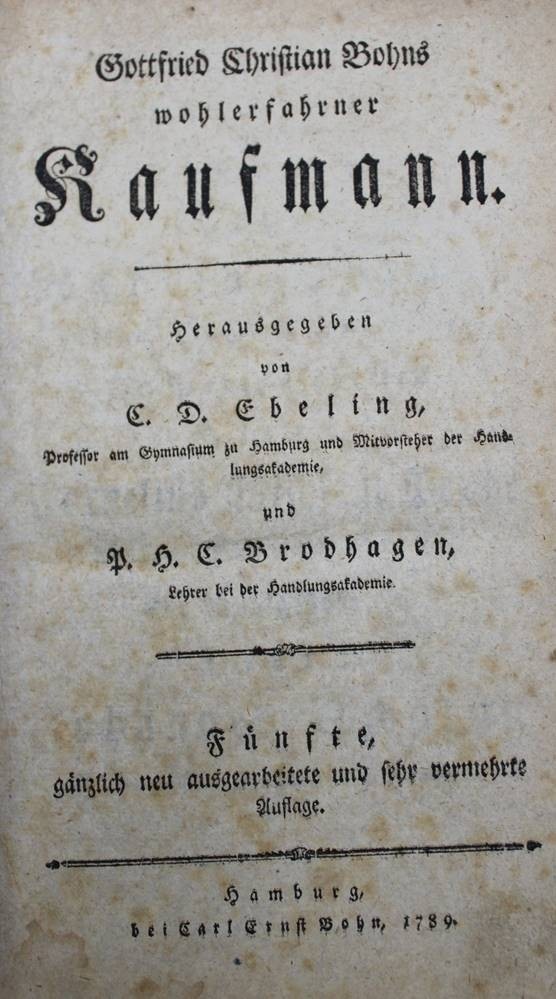 Gottfried Christian Bohns
wohlerfahrner
Kaufmann.
Herausgegeben
von
C. D. Ebeling,
Professor am Gymnasium zu Hamburg und Mitvorsteher der Hand-
lungsakademie,
und
P. H. C. Brodhagen,
Lehrer bei der Handlungsakademie.
Fünfte,
gänzlich neu ausgearbeitete und sehr vermehrte
Auflage.
Hamburg,
bei Carl Ernst Bohn, 1789.